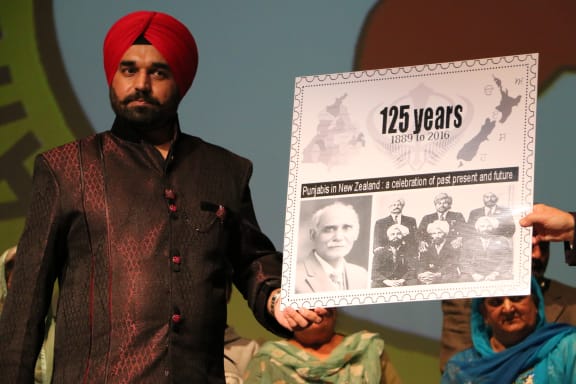 125 years
1889 to 2016
Punjabis in New Zealand : a celebration of past present and future